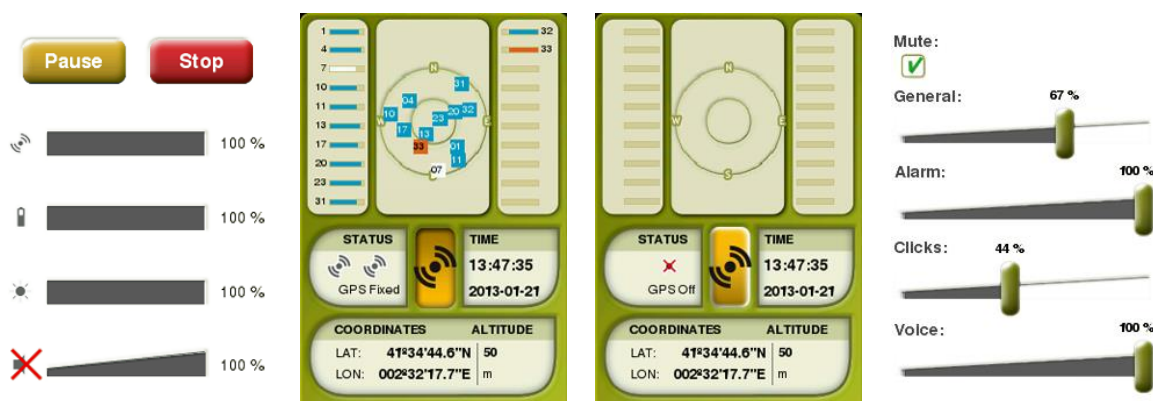 Pause
Stop
100 %
100 %
100 %
100 %
1
4
7
10
11
13
17
20
23
31
32
33
N
W
E
31
04
10
20
32
23
17
13
33
01
11
07
STATUS
GPS Fixed
TIME
13:47:35
2013-01-21
COORDINATES
ALTITUDE
LAT: 41º34'44.6"N
50
LON: 002º32'17.7"E
m
N
W
E
S
STATUS
GPS Off
TIME
13:47:35
2013-01-21
COORDINATES
ALTITUDE
LAT: 41º34'44.6"N
50
LON: 002º32'17.7"E
m
Mute:
General:
67 %
Alarm:
100 %
Clicks:
44 %
Voice:
100 %